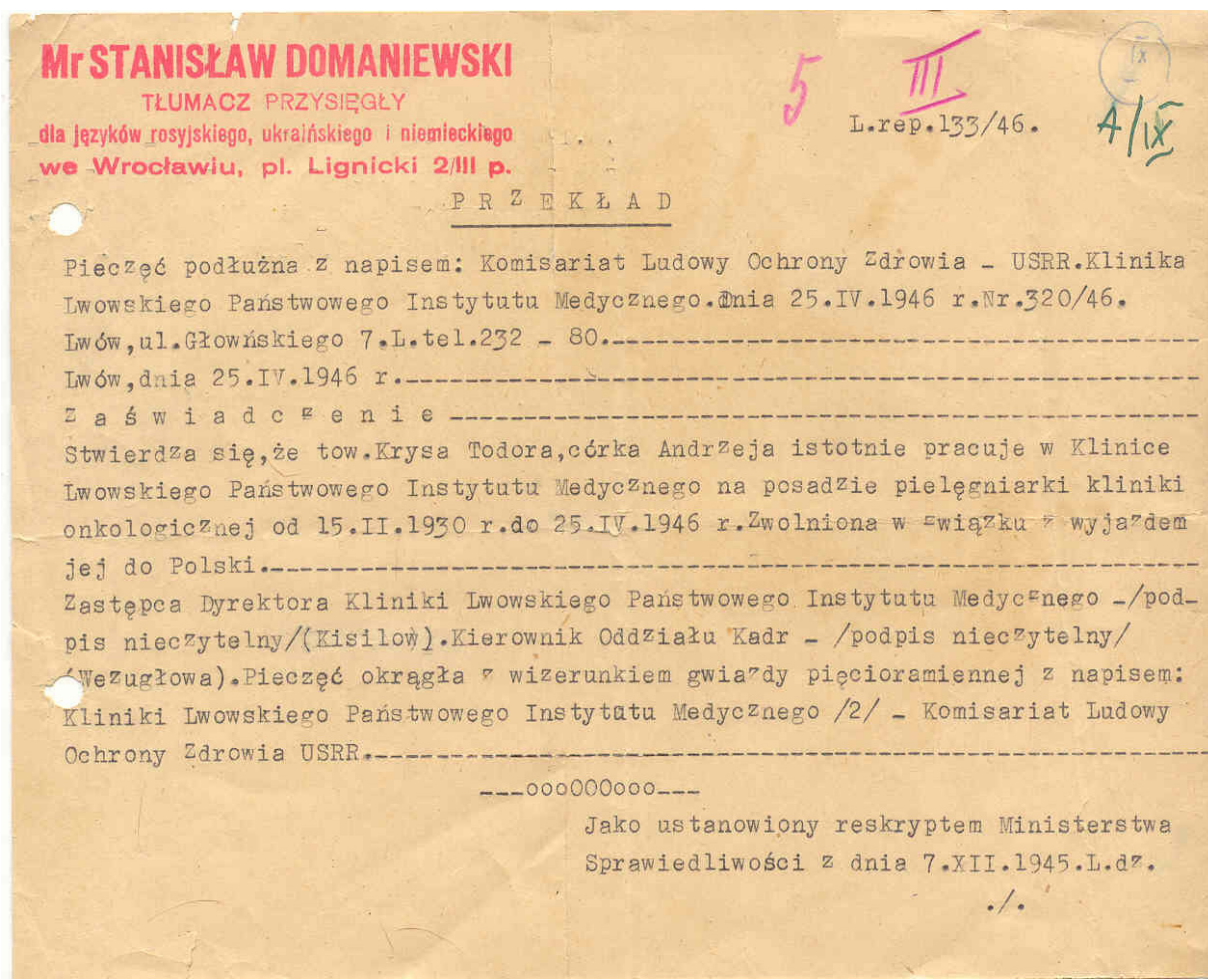 Mr STANISŁAW DOMANIEWSKI
TŁUMACZ PRZYSIĘGŁY
dla języków rosyjskiego, ukraińskiego i niemieckiego
we Wrocławiu, pl. Lignicki 2/III p.
5 III
IX
L.rep.133/46.
A/IX
P R Z E K Ł A D
Pieczęć podłużna z napisem: Komisariat Ludowy Ochrony Zdrowia - USRR.Klinika
Lwowskiego Państwowego Instytutu Medycznego.Dnia 25.IV.1946 r.Nr.320/46.
Lwów,ul.Głowńskiego 7.L.tel.232 - 80.----------------------------------------
Lwów,dnia 25.IV.1946 r.------------------------------------------------------
Z a ś w i a d c z e n i e ---------------------------------------------------
Stwierdza się,że tow.Krysa Todora,córka Andrzeja istotnie pracuje w Klinice
Lwowskiego Państwowego Instytutu Medycznego na posadzie pielęgniarki kliniki
onkologicznej od 15.II.1930 r.do 25.IV.1946 r.Zwolniona w związku z wyjazdem
jej do Polski.---------------------------------------------------------------
Zastępca Dyrektora Kliniki Lwowskiego Państwowego Instytutu Medycznego -/pod-
pis nieczytelny/(Kisilow).Kierownik Oddziału Kadr - /podpis nieczytelny/
(Wezugłowa).Pieczęć okrągła z wizerunkiem gwiazdy pięcioramiennej z napisem:
Kliniki Lwowskiego Państwowego Instytutu Medycznego /2/ - Komisariat Ludowy
Ochrony Zdrowia USRR.--------------------------------------------------------
---ooo000ooo---
Jako ustanowiony reskryptem Ministerstwa
Sprawiedliwości z dnia 7.XII.1945.L.dz.
./.